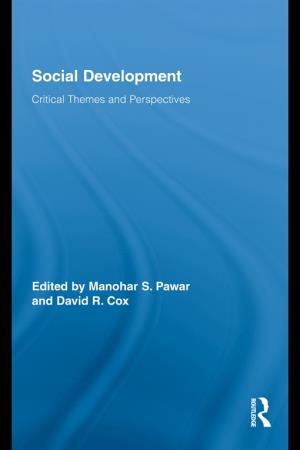 Social Development
Critical Themes and Perspectives
Edited by Manohar S. Pawar
and David R. Cox
ROUTLEDGE